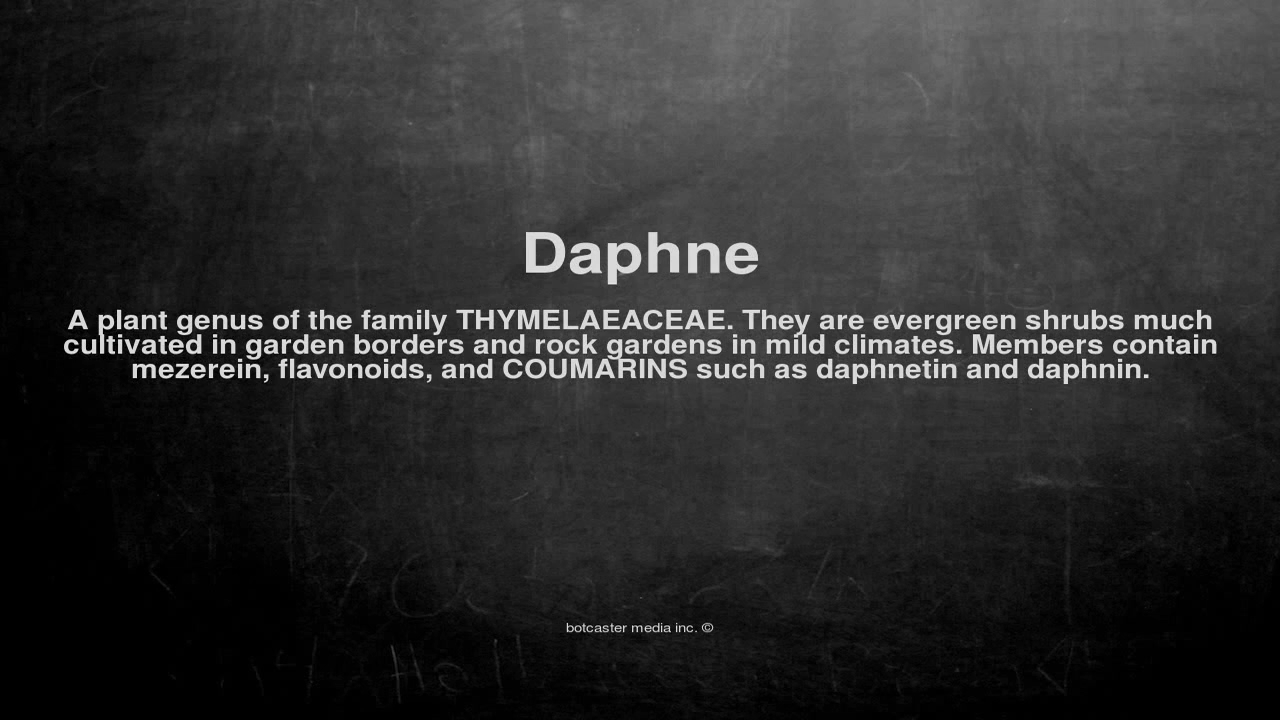 Daphne
A plant genus of the family THYMELAEACEAE. They are evergreen shrubs much
cultivated in garden borders and rock gardens in mild climates. Members contain
mezerein, flavonoids, and COUMARINS such as daphnetin and daphnin.
botcaster media inc. ©